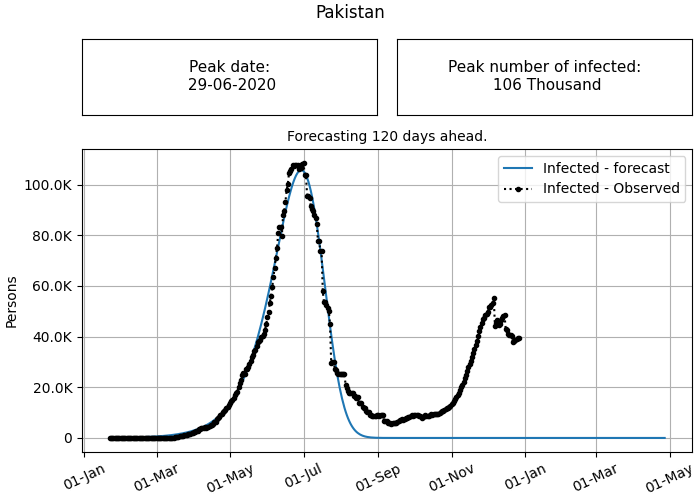 Pakistan
Peak date:
29-06-2020
Peak number of infected:
106 Thousand
Forecasting 120 days ahead.
Infected - forecast
Infected - Observed
100.0K
80.0K
60.0K
40.0K
20.0K
0
Persons
01-Jan
01-Mar
01-May
01-Jul
01-Sep
01-Nov
01-Jan
01-Mar
01-May